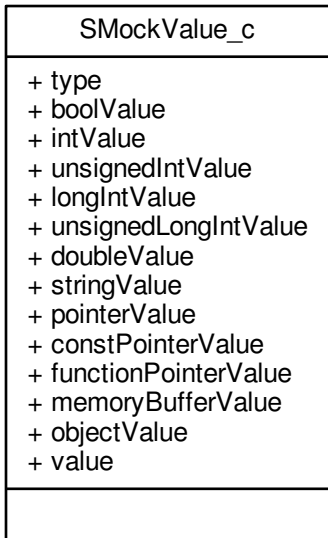 SMockValue_c
+ type
+ boolValue
+ intValue
+ unsignedIntValue
+ longIntValue
+ unsignedLongIntValue
+ doubleValue
+ stringValue
+ pointerValue
+ constPointerValue
+ functionPointerValue
+ memoryBufferValue
+ objectValue
+ value